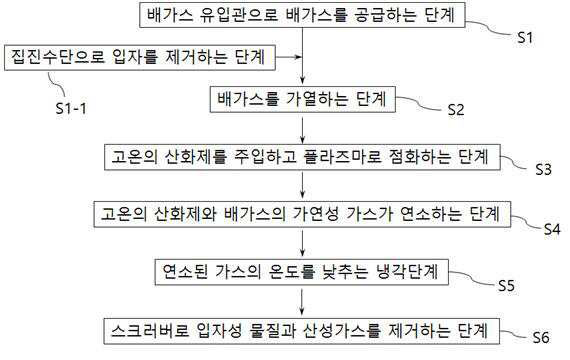 배가스 유입관으로 배가스를 공급하는 단계
S1
집진수단으로 입자를 제거하는 단계
S1-1
배가스를 가열하는 단계
S2
고온의 산화제를 주입하고 플라즈마로 점화하는 단계
S3
고온의 산화제와 배가스의 가연성 가스가 연소하는 단계
S4
연소된 가스의 온도를 낮추는 냉각단계
S5
스크러버로 입자성 물질과 산성가스를 제거하는 단계
S6